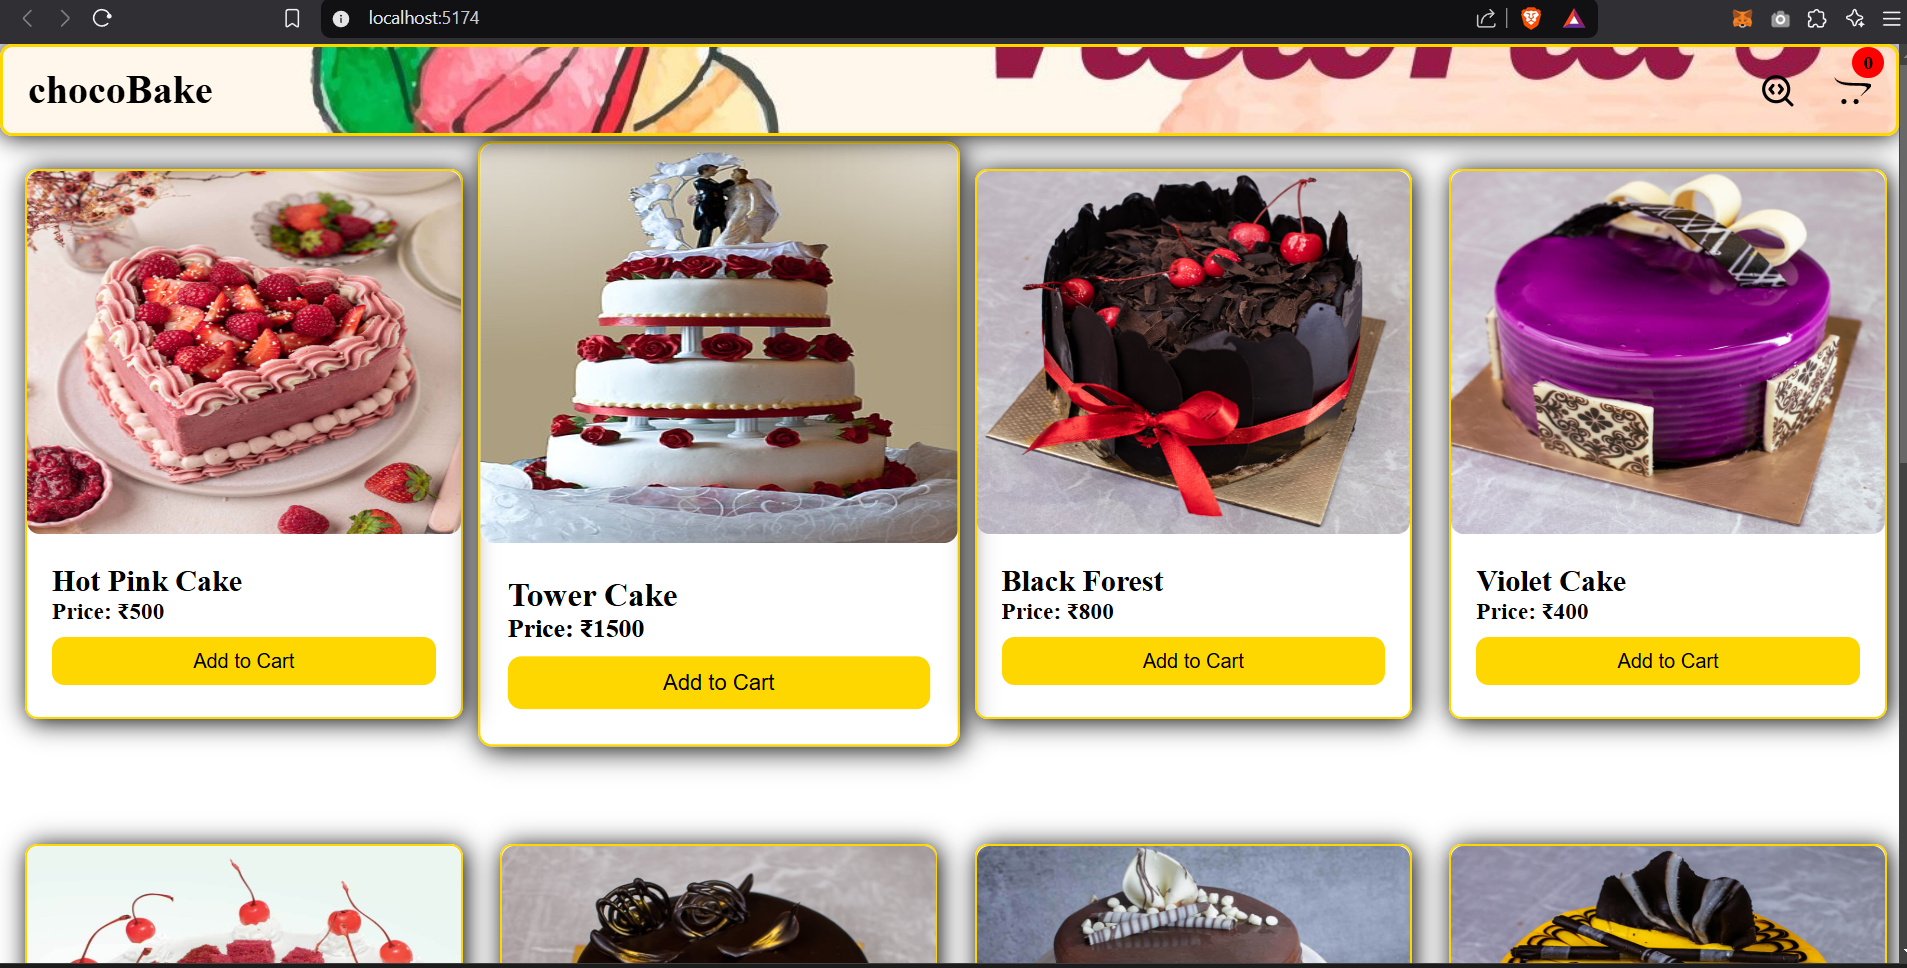 localhost:5174
chocoBake
0
Hot Pink Cake
Price: ₹500
Add to Cart
Tower Cake
Price: ₹1500
Add to Cart
Black Forest
Price: ₹800
Add to Cart
Violet Cake
Price: ₹400
Add to Cart